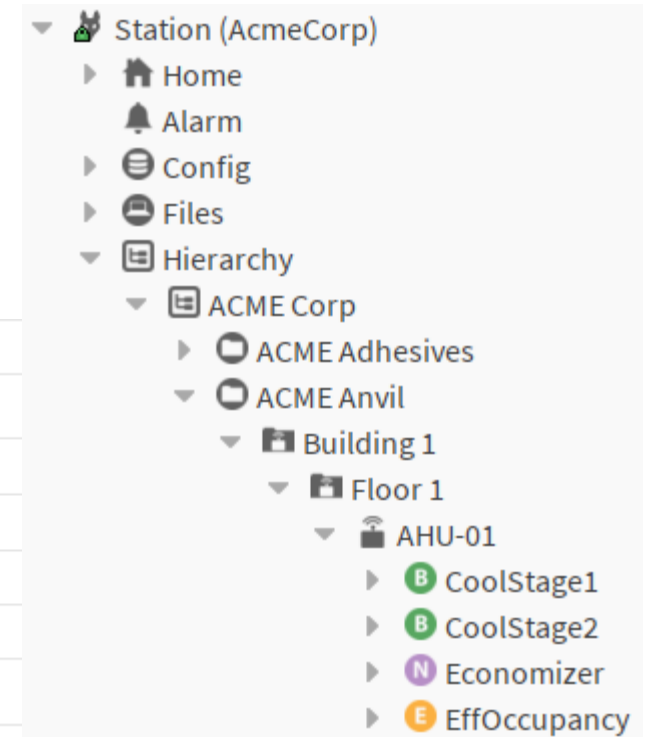 Station (AcmeCorp)
Home
Alarm
Config
Files
Hierarchy
ACME Corp
ACME Adhesives
ACME Anvil
Building 1
Floor 1
AHU-01
B CoolStage1
B CoolStage2
N Economizer
E EffOccupancy